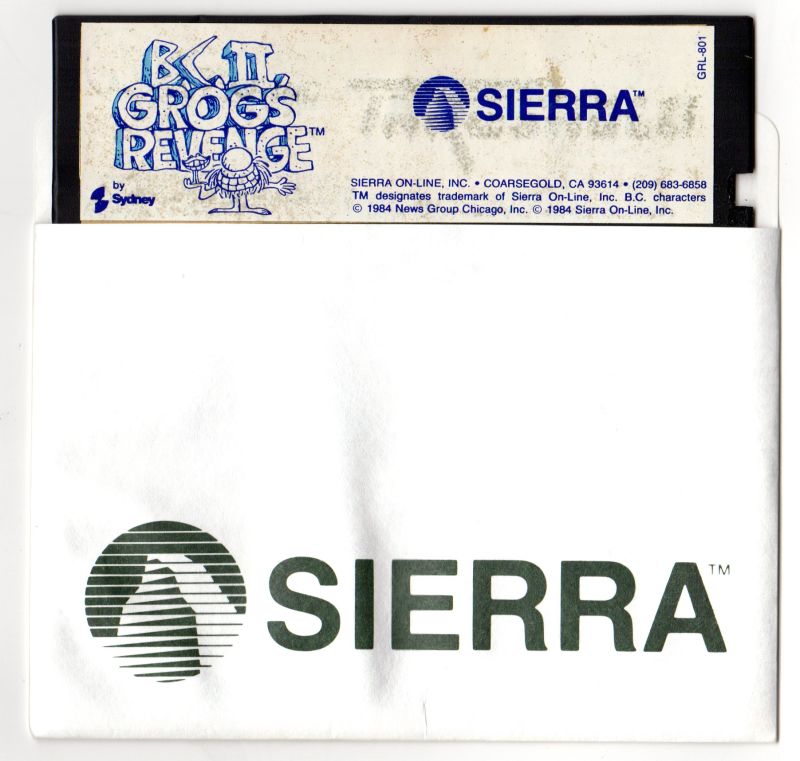 B.C. II,
GROG'S
REVENGE™
by
Sydney
SIERRA™
GRL-801
SIERRA ON-LINE, INC. • COARSEGOLD, CA 93614 • (209) 683-6858
TM designates trademark of Sierra On-Line, Inc. B.C. characters
© 1984 News Group Chicago, Inc. © 1984 Sierra On-Line, Inc.
SIERRA™